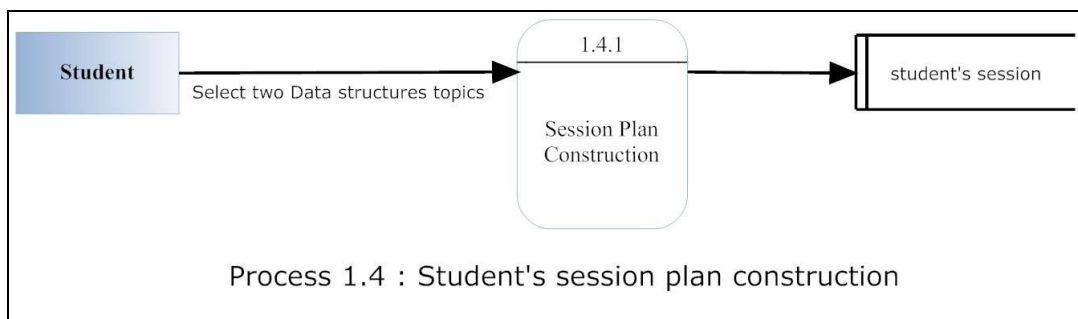 Student
Select two Data structures topics
1.4.1
Session Plan
Construction
student's session
Process 1.4 : Student's session plan construction